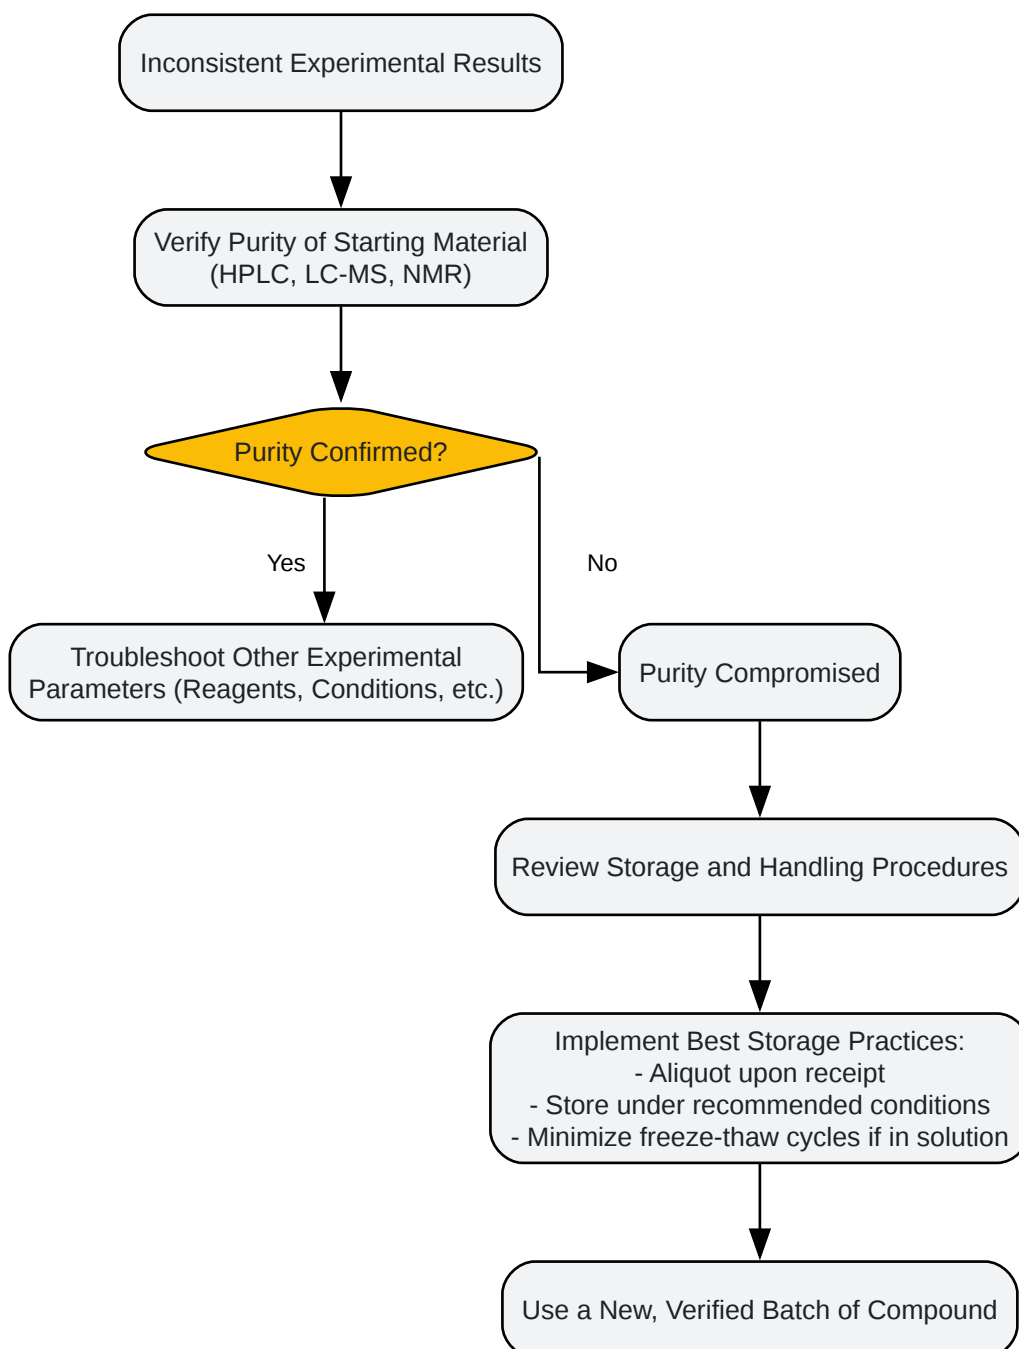 Inconsistent Experimental Results
Verify Purity of Starting Material
(HPLC, LC-MS, NMR)
Purity Confirmed?
Yes
No
Troubleshoot Other Experimental
Parameters (Reagents, Conditions, etc.)
Purity Compromised
Review Storage and Handling Procedures
Implement Best Storage Practices:
- Aliquot upon receipt
- Store under recommended conditions
- Minimize freeze-thaw cycles if in solution
Use a New, Verified Batch of Compound